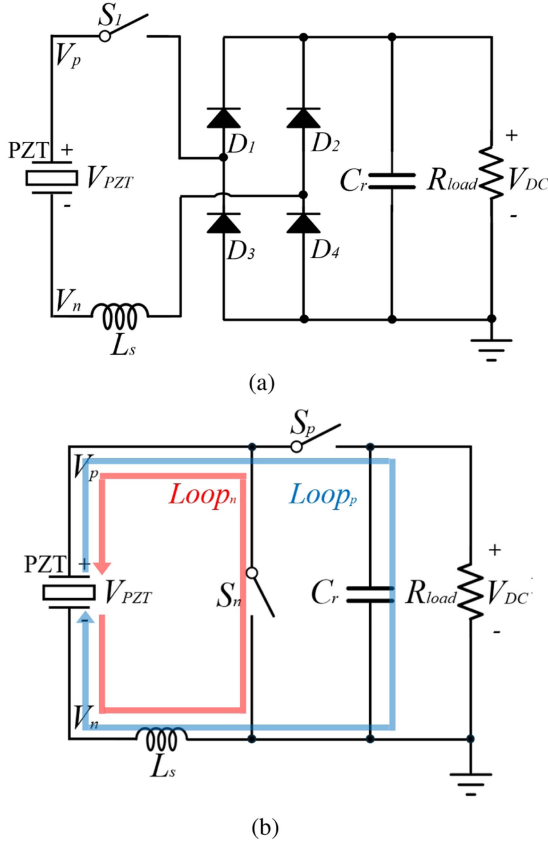 S1
Vp
PZT + VPZT -
D1 D2
Cr Rload + VDC -
D3 D4
Vn
Ls
(a)
Sp
Vp
Loopn Loopp
PZT + VPZT -
Sn Cr Rload + VDC -
Vn
Ls
(b)